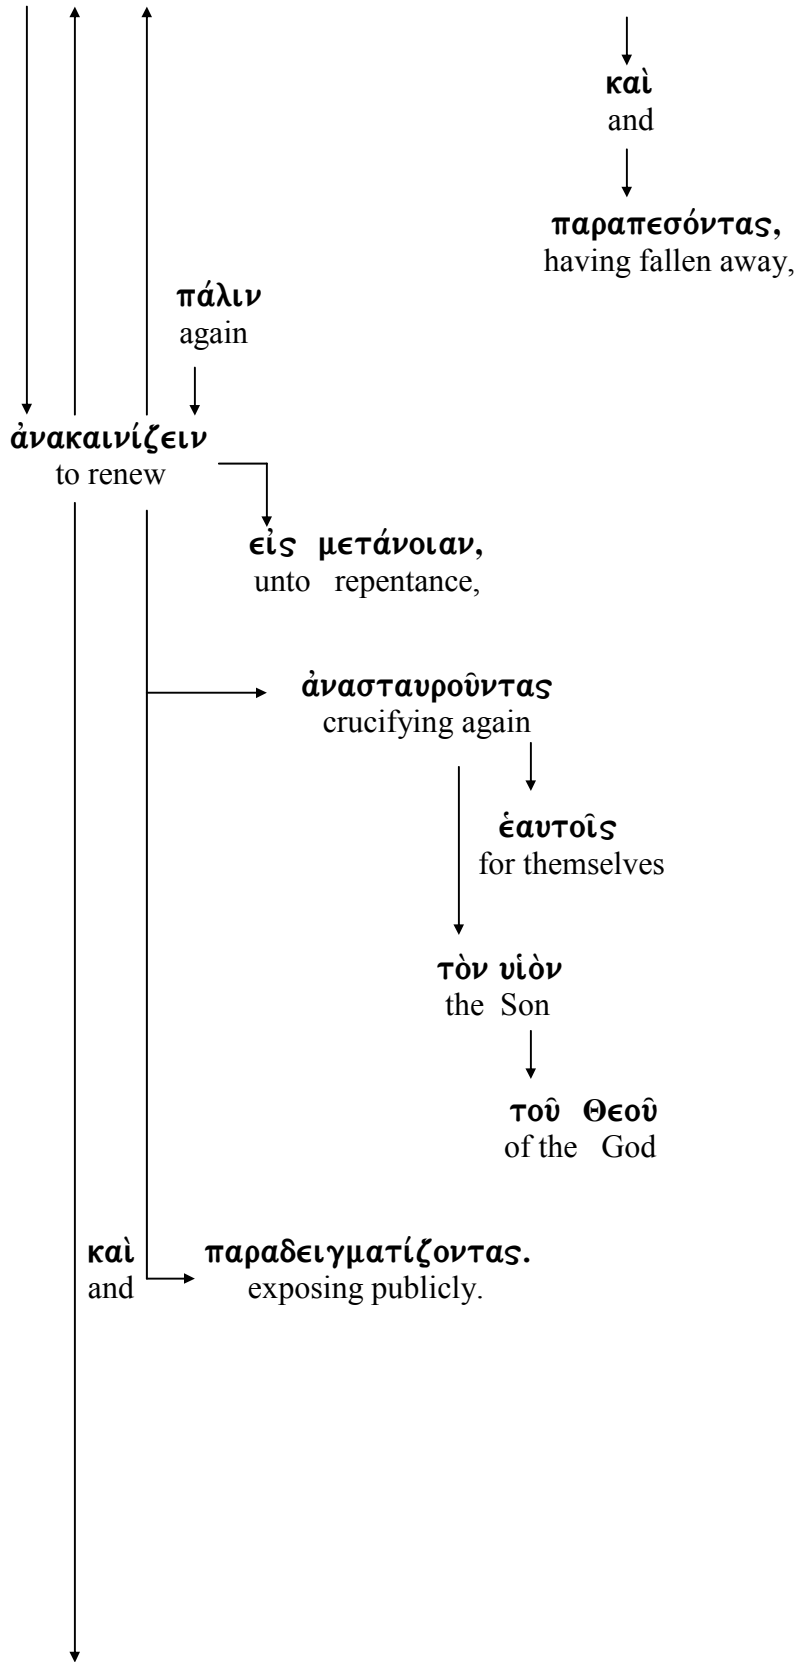 καὶ
and
παραπεσόντας,
having fallen away,
πάλιν
again
ἀνακαινίζειν
to renew
εἰς μετάνοιαν,
unto repentance,
ἀνασταυροῦντας
crucifying again
ἑαυτοῖς
for themselves
τὸν υἱὸν
the Son
τοῦ Θεοῦ
of the God
καὶ παραδειγματίζοντας.
and exposing publicly.